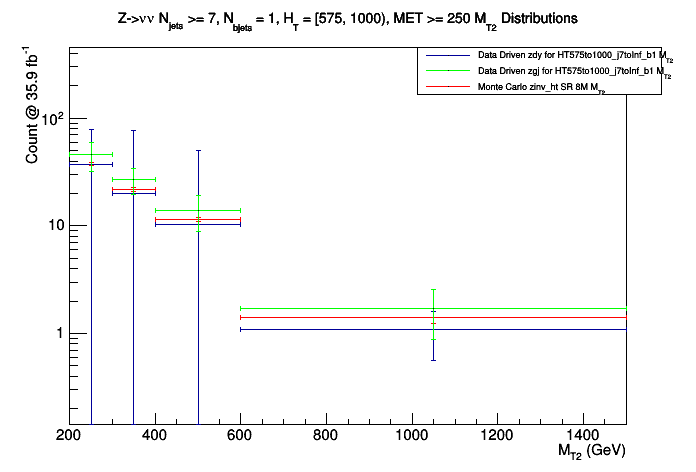 Z->νν N_jets >= 7, N_bjets = 1, H_T = [575, 1000), MET >= 250 M_T2 Distributions
Data Driven zdy for HT575to1000_j7toInf_b1 M_T2
Data Driven zgj for HT575to1000_j7toInf_b1 M_T2
Monte Carlo zinv_ht SR 8M M_T2
Count @ 35.9 fb^-1
10^2
10
1
200 400 600 800 1000 1200 1400
M_T2 (GeV)